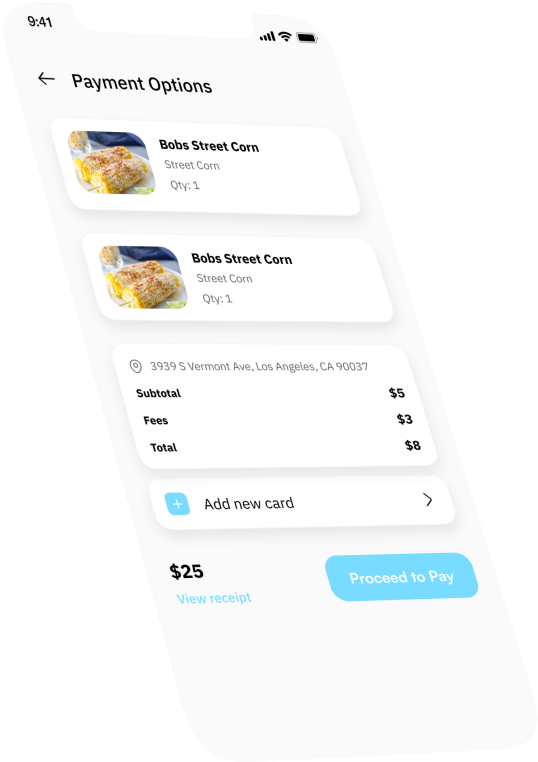 9:41
Payment Options
Bobs Street Corn
Street Corn
Qty: 1
Bobs Street Corn
Street Corn
Qty: 1
3939 S Vermont Ave, Los Angeles, CA 90037
Subtotal $5
Fees $3
Total $8
Add new card
$25
View receipt
Proceed to Pay